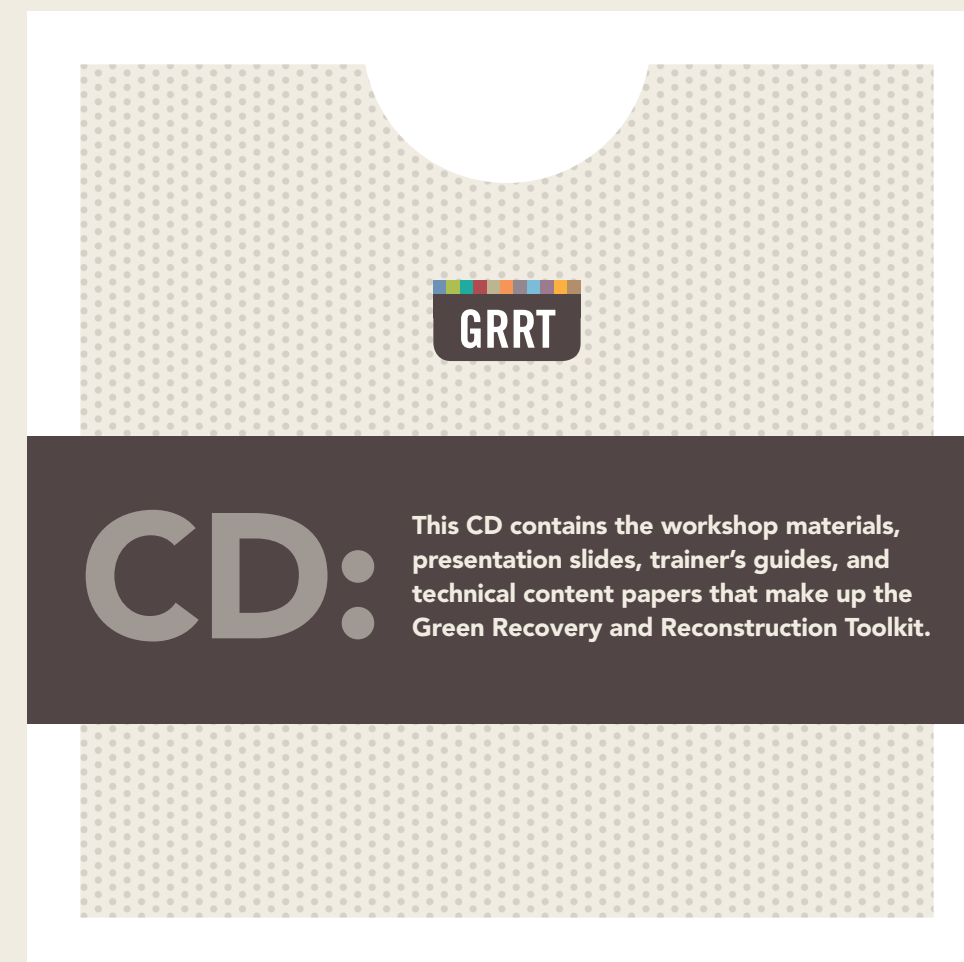 GRRT
CD:
This CD contains the workshop materials,
presentation slides, trainer’s guides, and
technical content papers that make up the
Green Recovery and Reconstruction Toolkit.